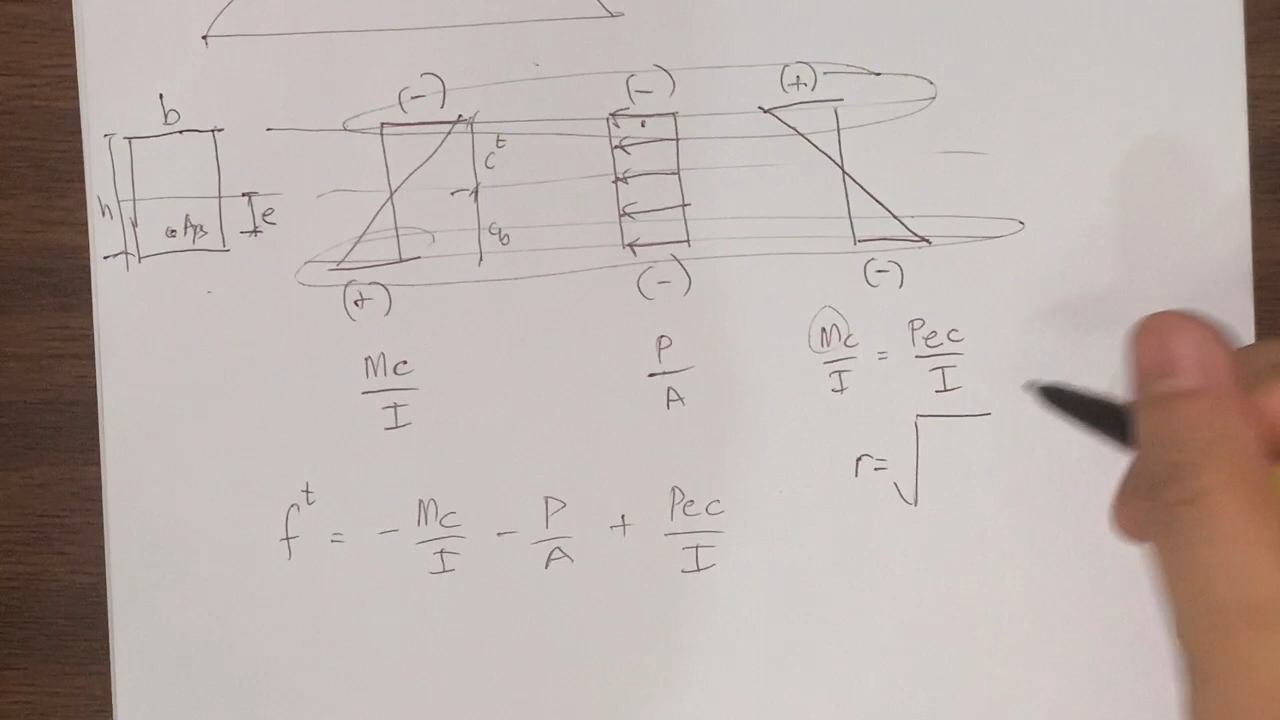 b
(-) (-) (+)
h e Aps
c^t
c_b
(+) (-) (-)
Mc/I P/A Mc/I = Pec/I
r = √
f^t = - Mc/I - P/A + Pec/I